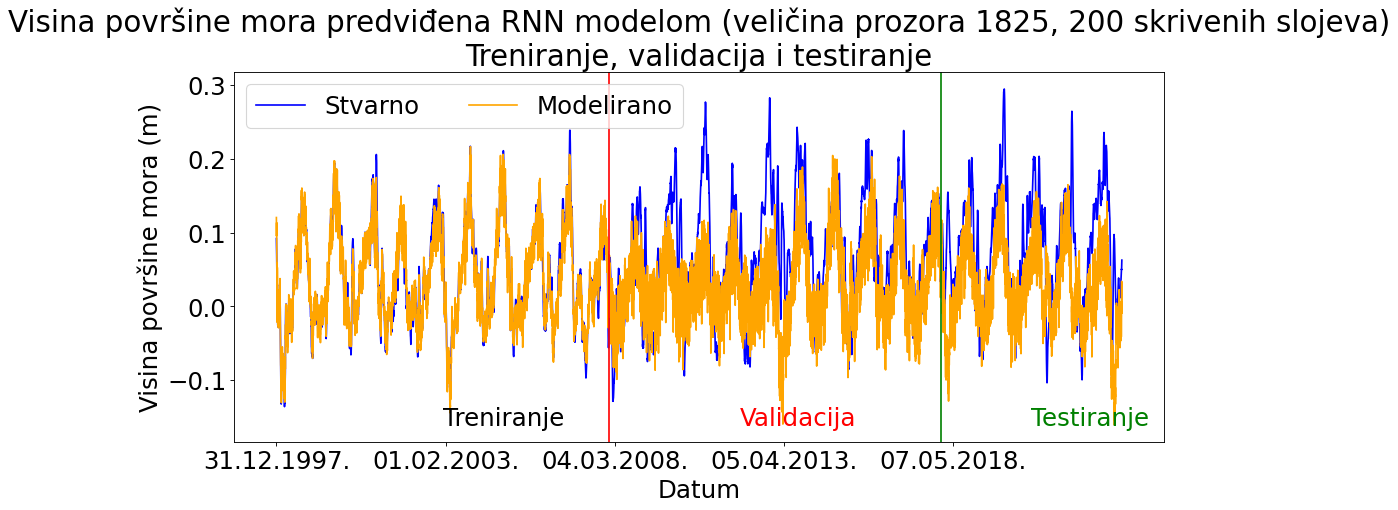 Visina površine mora predviđena RNN modelom (veličina prozora 1825, 200 skrivenih slojeva)
Treniranje, validacija i testiranje
Stvarno
Modelirano
Visina površine mora (m)
0.3
0.2
0.1
0.0
−0.1
Treniranje
Validacija
Testiranje
31.12.1997.
01.02.2003.
04.03.2008.
05.04.2013.
07.05.2018.
Datum